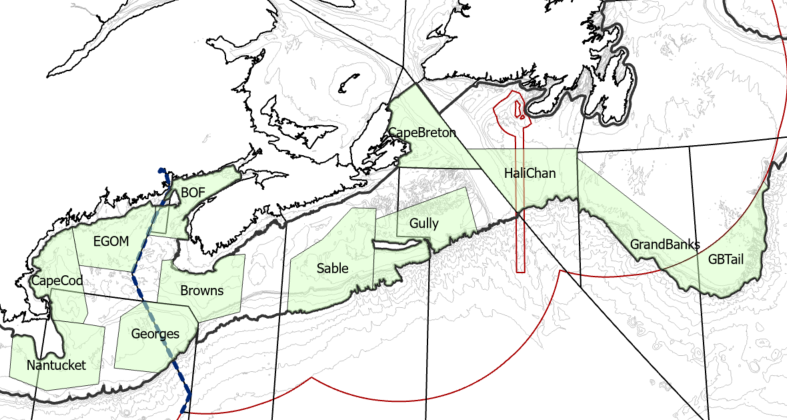 CapeBreton
HaliChan
BOF
Gully
EGOM
GrandBanks
GBTail
Sable
CapeCod
Browns
Georges
Nantucket